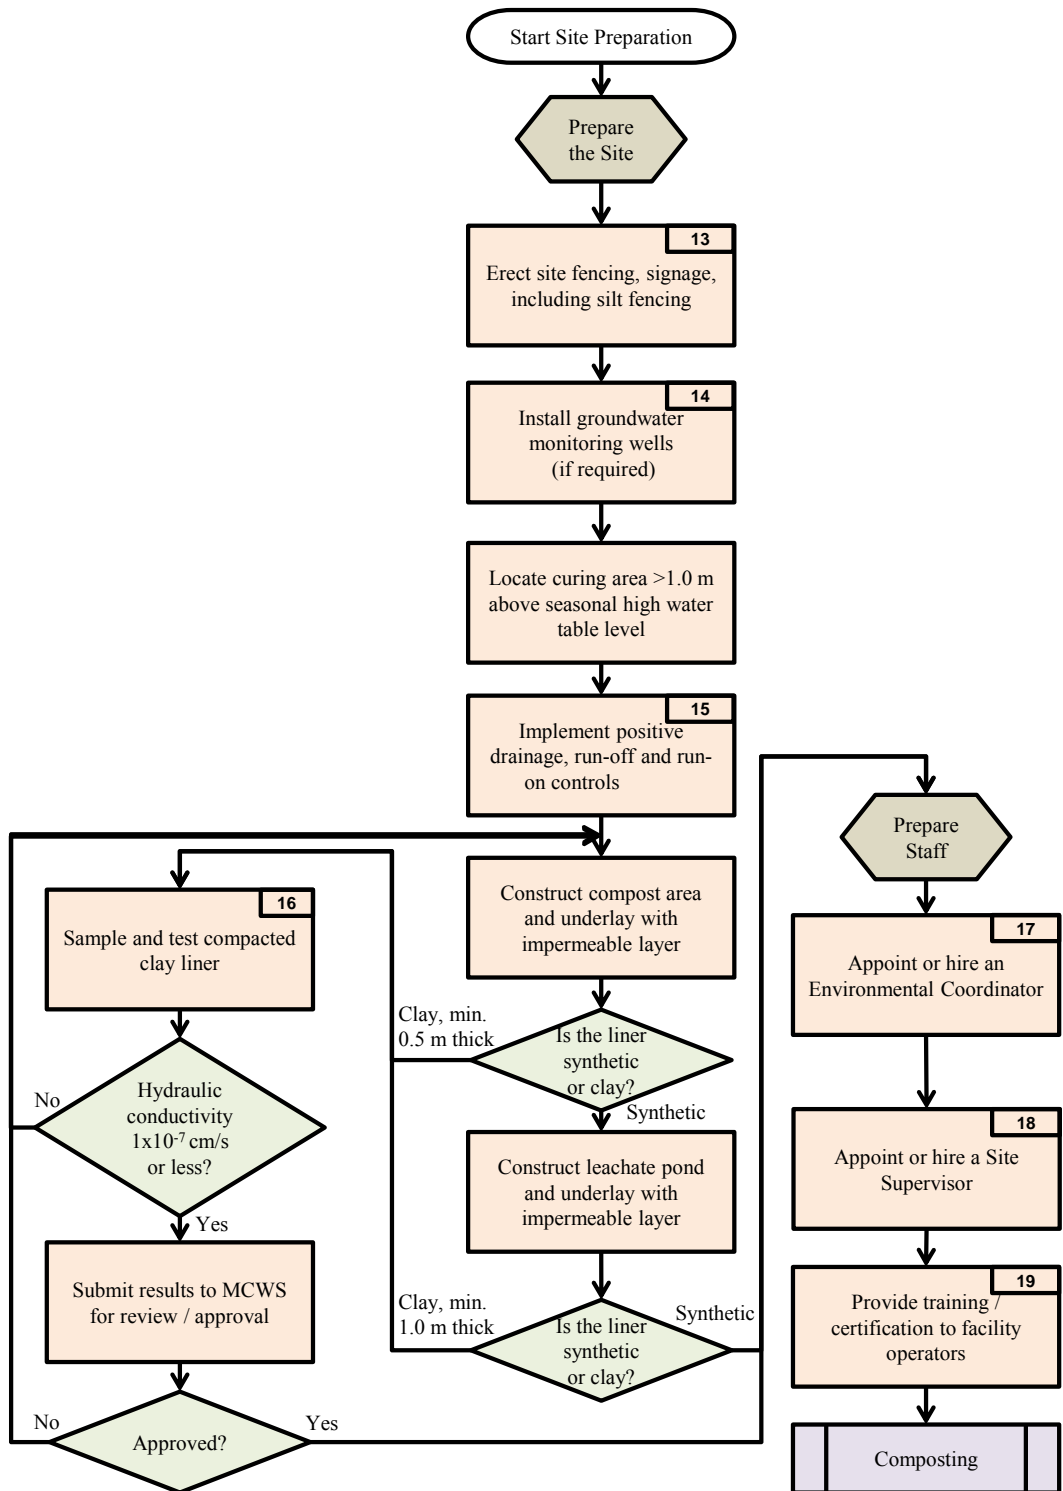 Start Site Preparation
Prepare
the Site
13
Erect site fencing, signage,
including silt fencing
14
Install groundwater
monitoring wells
(if required)
Locate curing area >1.0 m
above seasonal high water
table level
15
Implement positive
drainage, run-off and run-
on controls
Construct compost area
and underlay with
impermeable layer
Is the liner
synthetic
or clay?
Clay, min.
0.5 m thick
Synthetic
16
Sample and test compacted
clay liner
Hydraulic
conductivity
1x10⁻⁷ cm/s
or less?
No
Yes
Submit results to MCWS
for review / approval
Approved?
No
Yes
Construct leachate pond
and underlay with
impermeable layer
Is the liner
synthetic
or clay?
Clay, min.
1.0 m thick
Synthetic
Prepare
Staff
17
Appoint or hire an
Environmental Coordinator
18
Appoint or hire a Site
Supervisor
19
Provide training /
certification to facility
operators
Composting